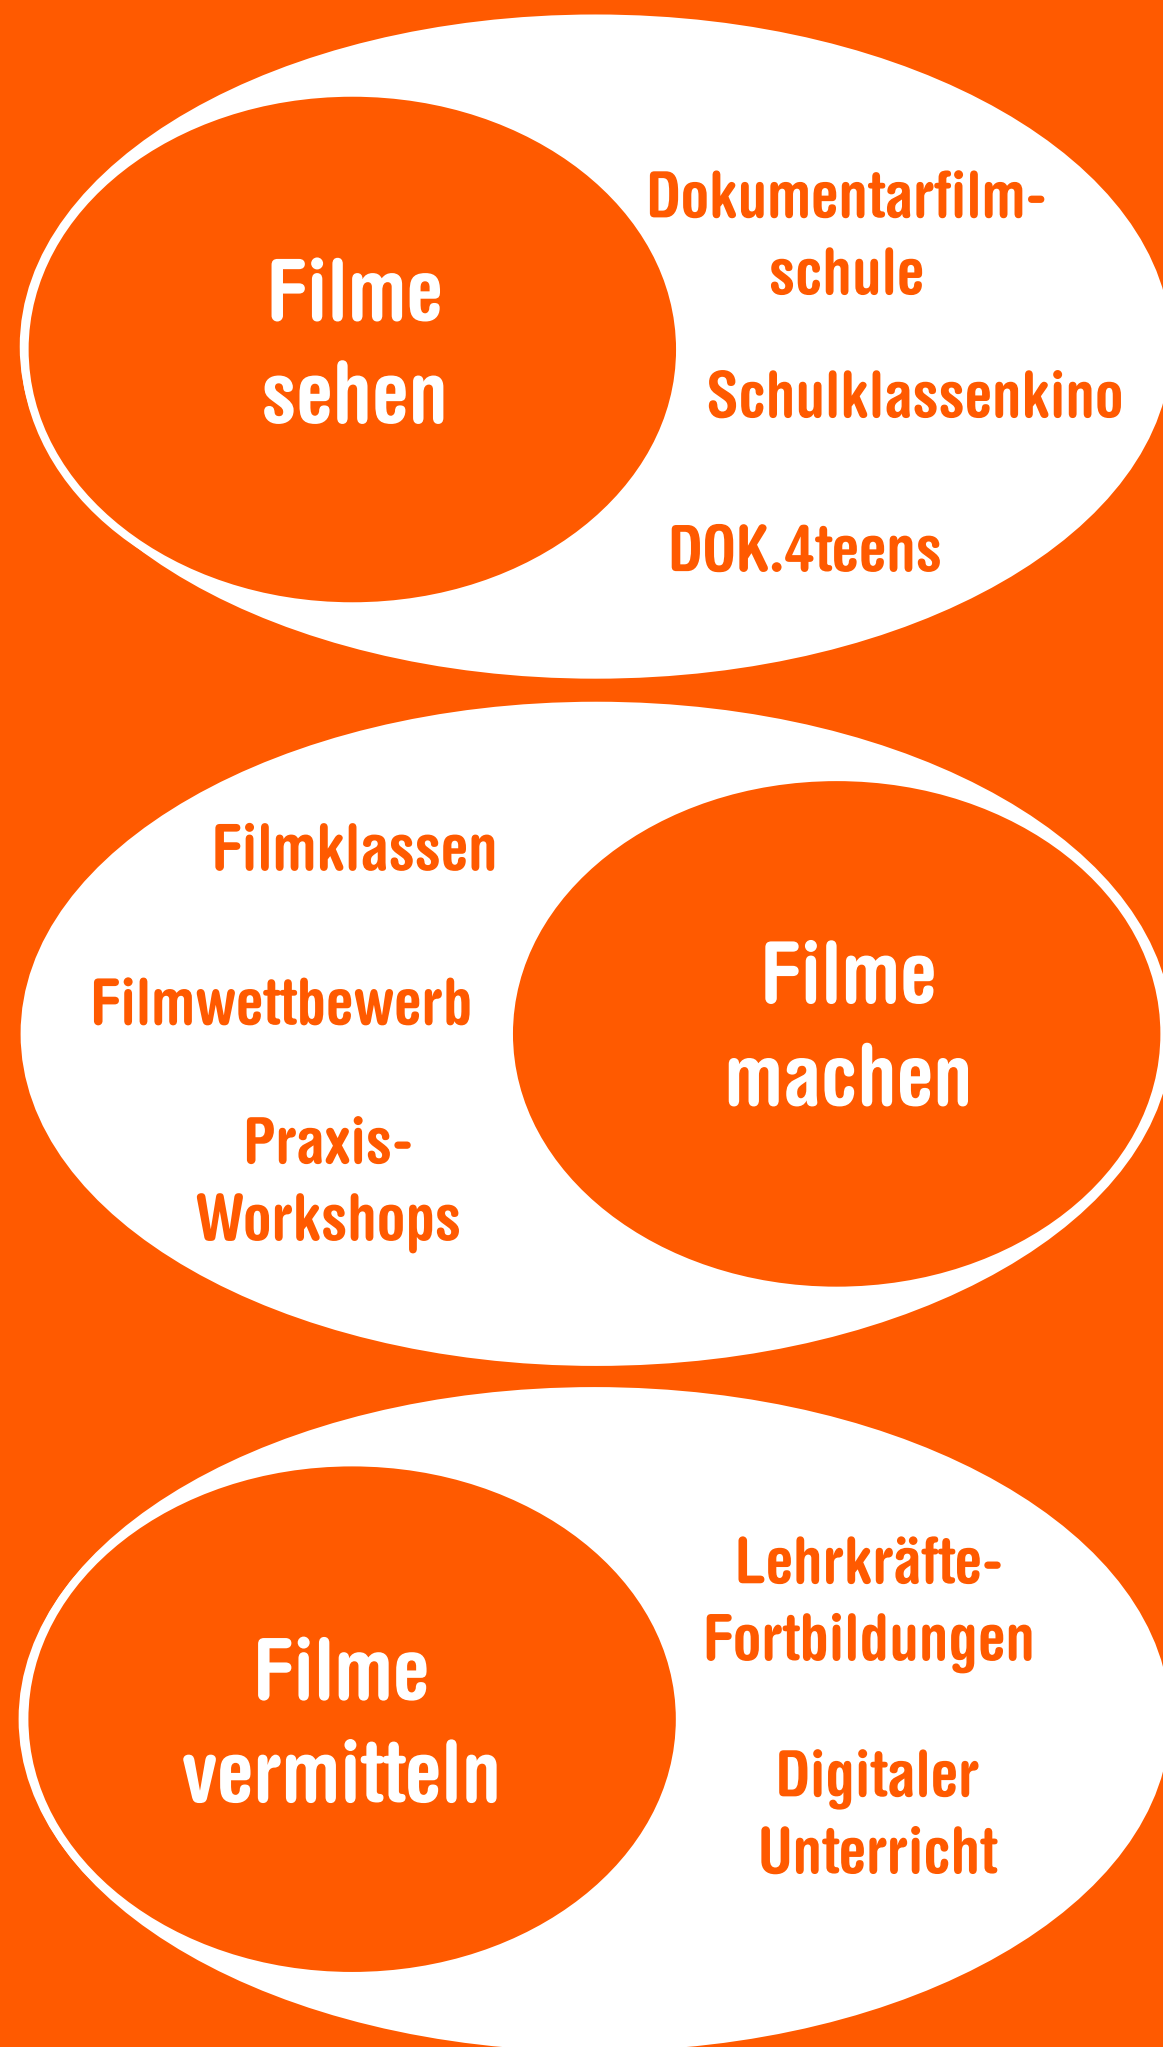 Filme
sehen
Dokumentarfilm-
schule
Schulklassenkino
DOK.4teens
Filmklassen
Filmwettbewerb
Praxis-
Workshops
Filme
machen
Filme
vermitteln
Lehrkräfte-
Fortbildungen
Digitaler
Unterricht